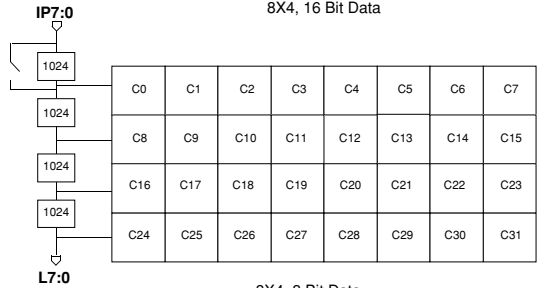 IP7:0
8X4, 16 Bit Data
1024
C0 C1 C2 C3 C4 C5 C6 C7
1024
C8 C9 C10 C11 C12 C13 C14 C15
1024
C16 C17 C18 C19 C20 C21 C22 C23
1024
C24 C25 C26 C27 C28 C29 C30 C31
L7:0